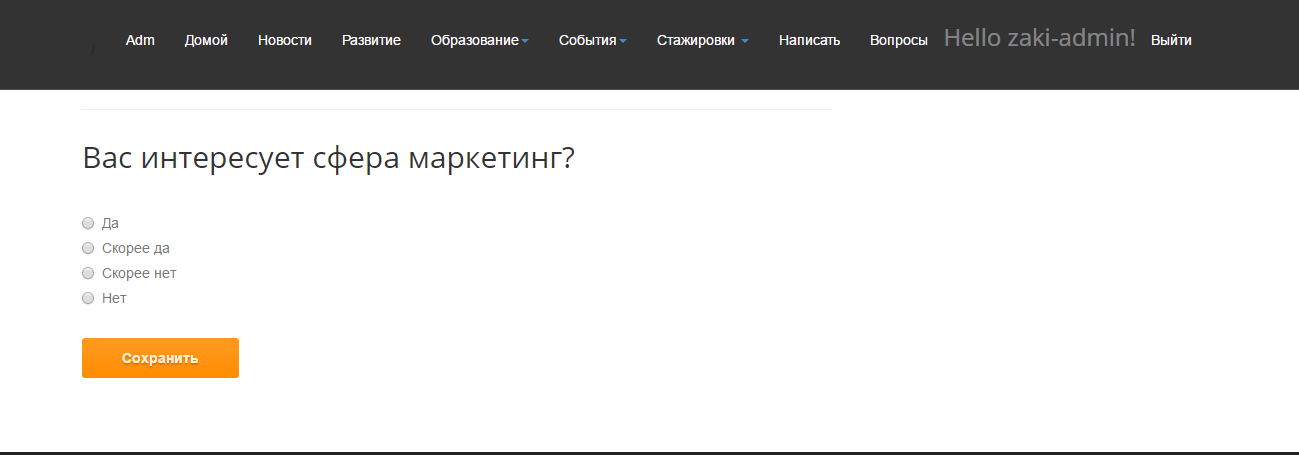 Adm Домой Новости Развитие Образование События Стажировки Написать Вопросы Hello zaki-admin! Выйти
Вас интересует сфера маркетинг?
Да
Скорее да
Скорее нет
Нет
Сохранить